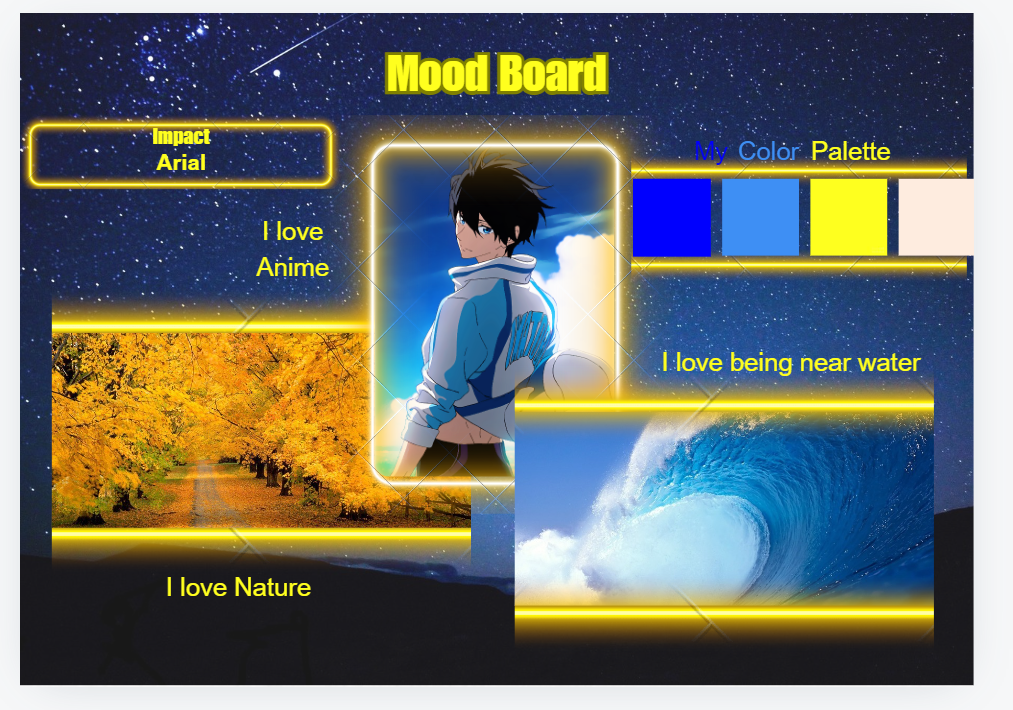 Mood Board
Impact
Arial
My Color Palette
I love
Anime
I love being near water
I love Nature